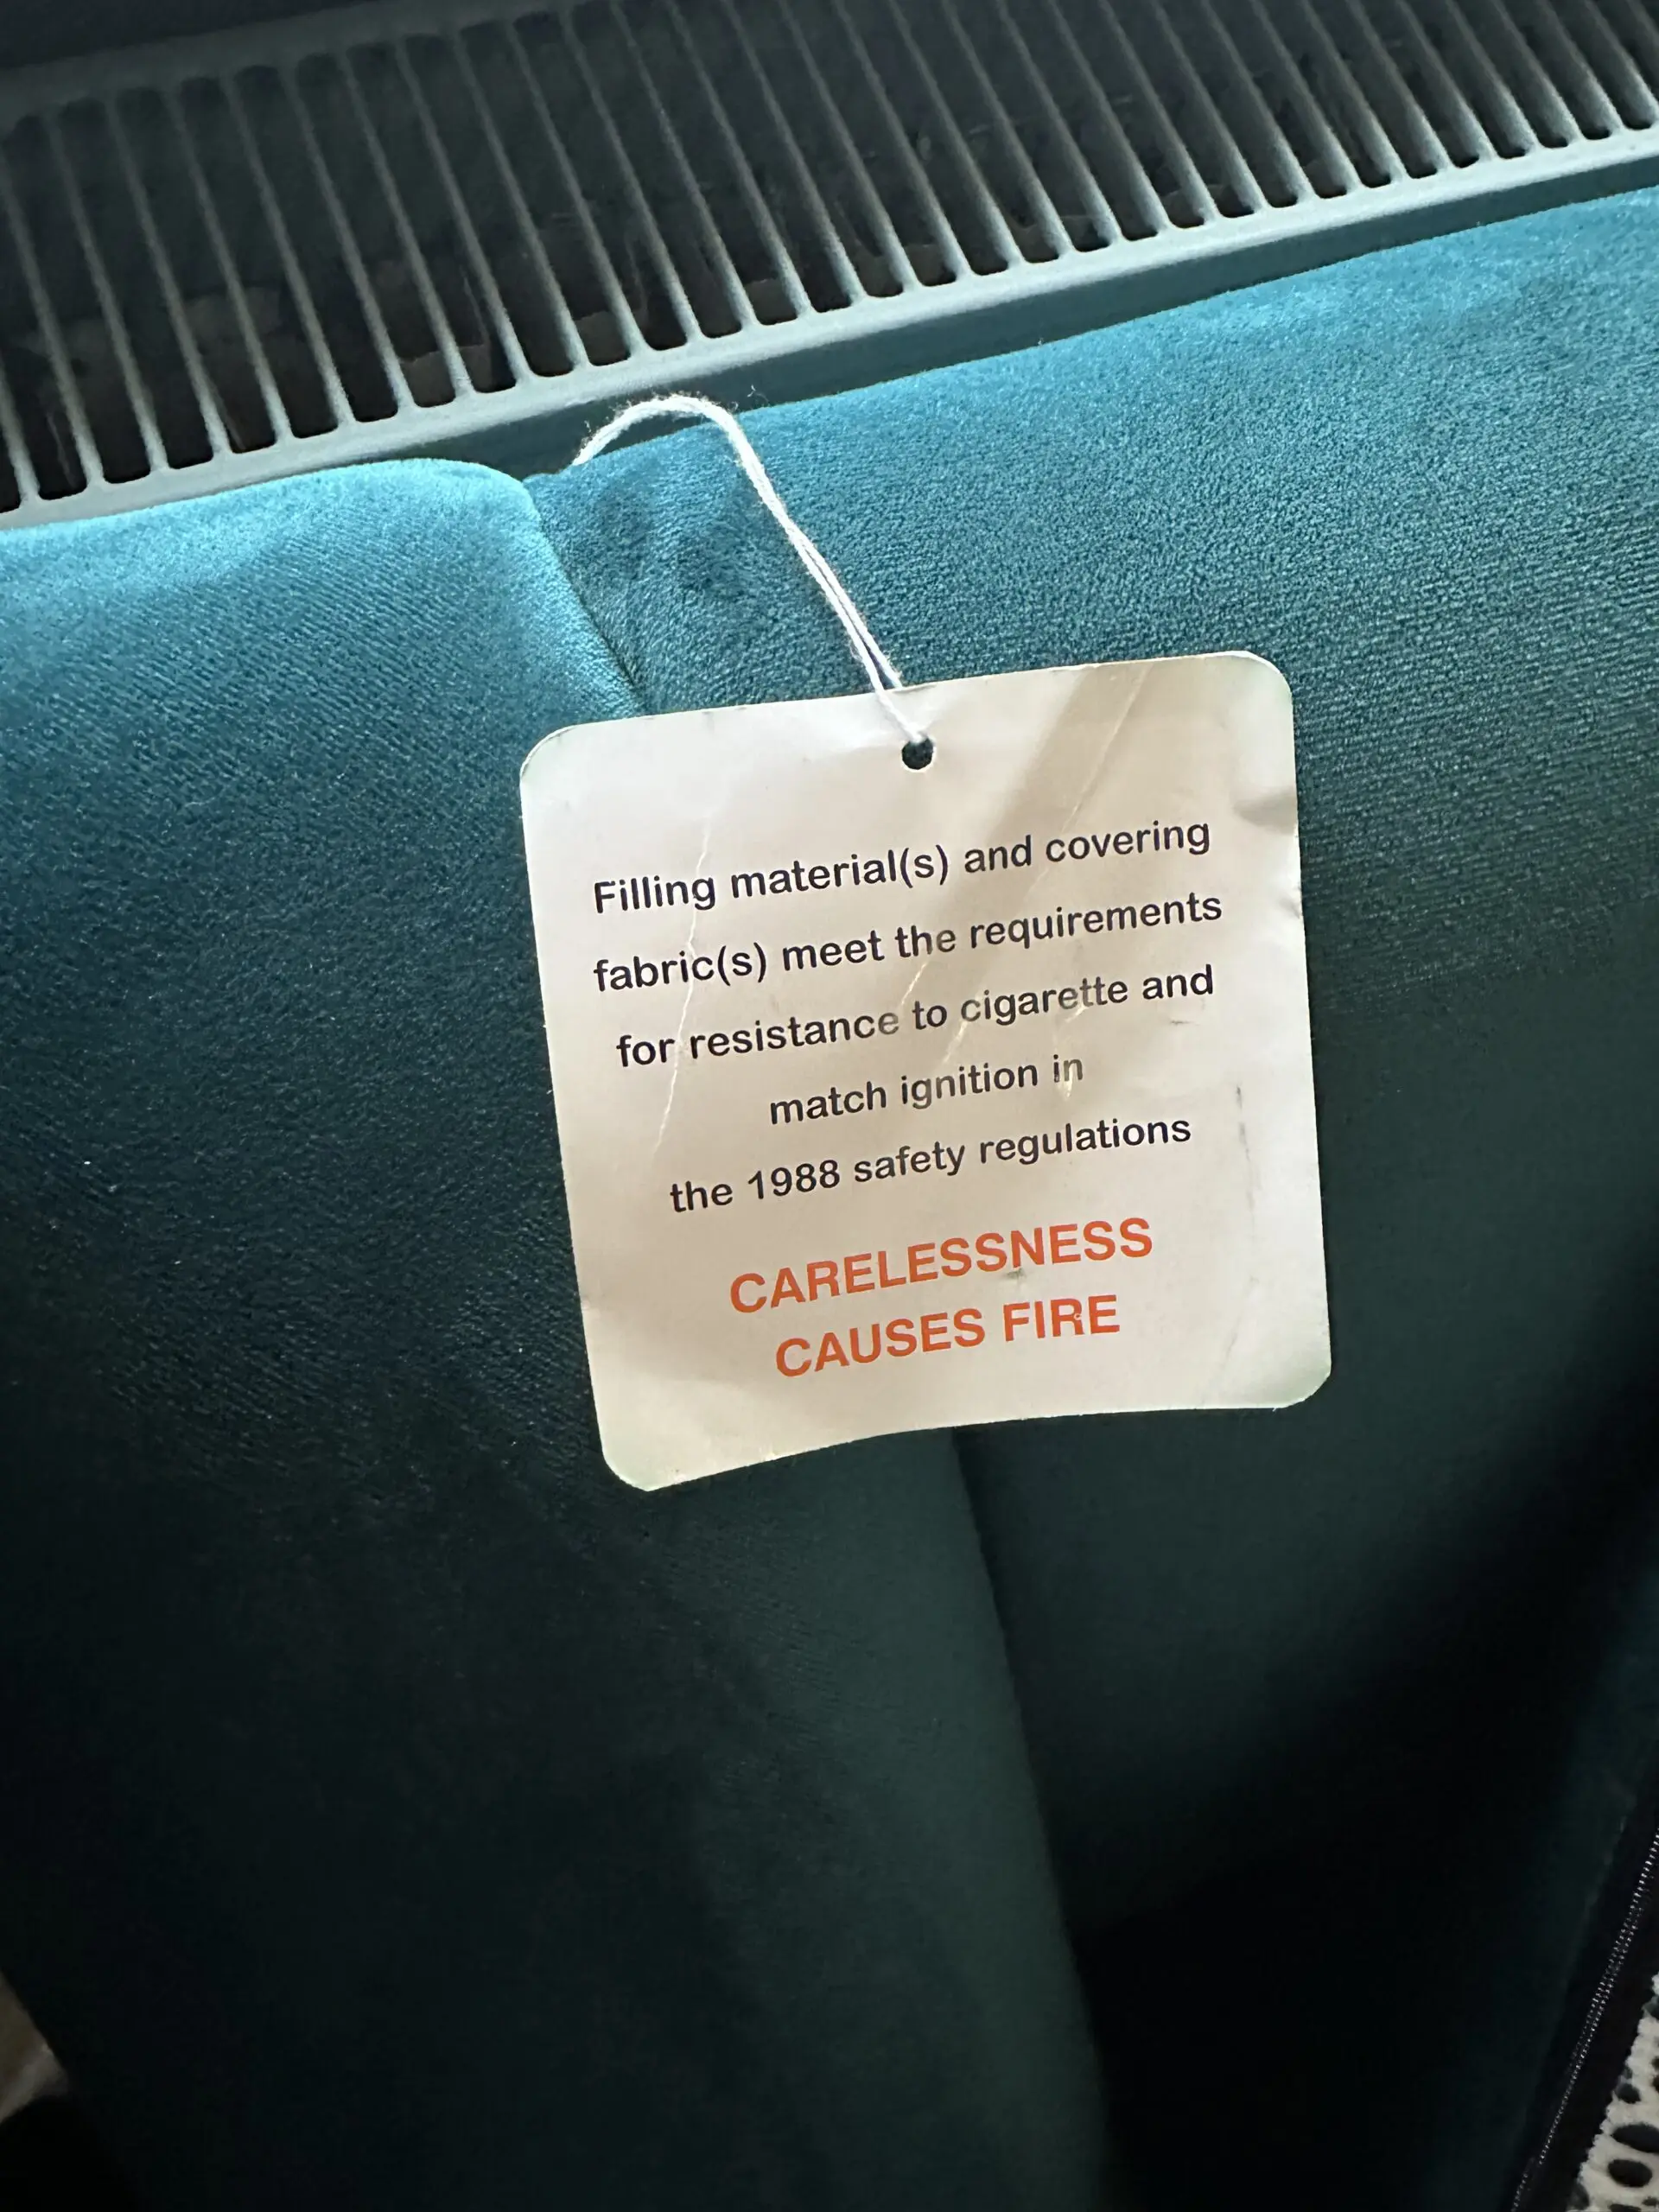 Filling material(s) and covering
fabric(s) meet the requirements
for resistance to cigarette and
match ignition in
the 1988 safety regulations
CARELESSNESS
CAUSES FIRE